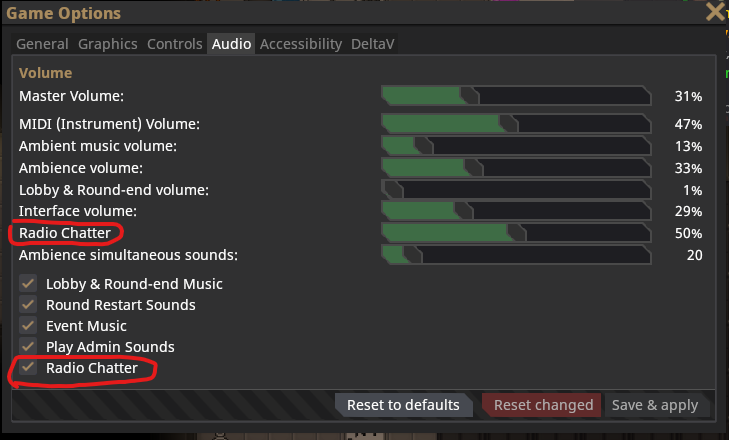 Game Options
General Graphics Controls Audio Accessibility DeltaV
Volume
Master Volume: 31%
MIDI (Instrument) Volume: 47%
Ambient music volume: 13%
Ambience volume: 33%
Lobby & Round-end volume: 1%
Interface volume: 29%
Radio Chatter 50%
Ambience simultaneous sounds: 20
Lobby & Round-end Music
Round Restart Sounds
Event Music
Play Admin Sounds
Radio Chatter
Reset to defaults Reset changed Save & apply